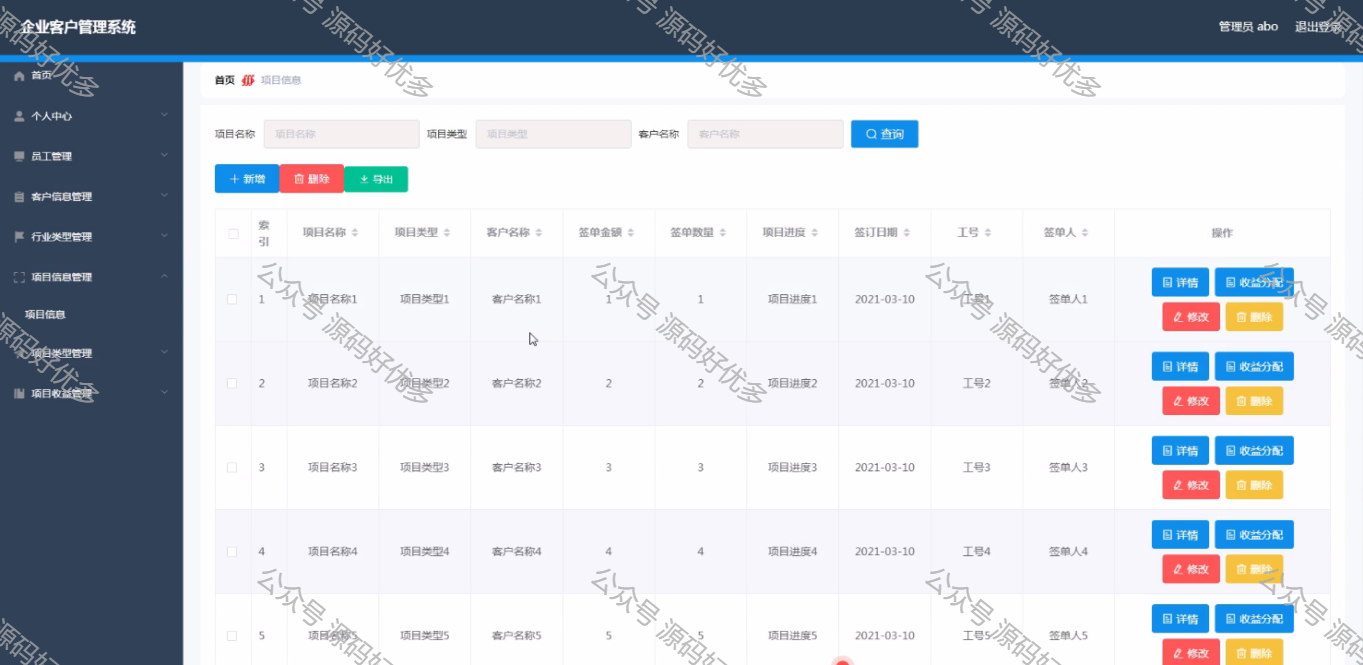 企业客户管理系统
管理员 abo 退出登录
首页
个人中心
员工管理
客户信息管理
行业类型管理
项目信息管理
项目信息
项目类型管理
项目收益管理
首页 项目信息
项目名称 项目名称 项目类型 项目类型 客户名称 客户名称 查询
新增 删除 导出
索引 项目名称 项目类型 客户名称 签单金额 签单数量 项目进度 签订日期 工号 签单人 操作
1 项目名称1 项目类型1 客户名称1 1 1 项目进度1 2021-03-10 工号1 签单人1 详情 收益分配
修改 删除
2 项目名称2 项目类型2 客户名称2 2 2 项目进度2 2021-03-10 工号2 签单人2 详情 收益分配
修改 删除
3 项目名称3 项目类型3 客户名称3 3 3 项目进度3 2021-03-10 工号3 签单人3 详情 收益分配
修改 删除
4 项目名称4 项目类型4 客户名称4 4 4 项目进度4 2021-03-10 工号4 签单人4 详情 收益分配
修改 删除
5 项目名称5 项目类型5 客户名称5 5 5 项目进度5 2021-03-10 工号5 签单人5 详情 收益分配
修改 删除
公众号 源码好优多
公众号 源码好优多
公众号 源码好优多